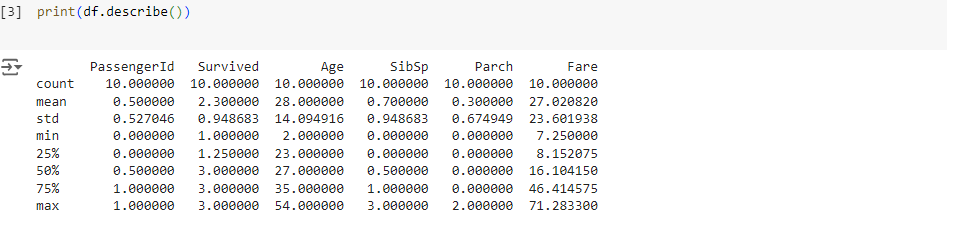 [3] print(df.describe())
PassengerId Survived Age SibSp Parch Fare
count 10.000000 10.000000 10.000000 10.000000 10.000000 10.000000
mean 0.500000 2.300000 28.000000 0.700000 0.300000 27.020820
std 0.527046 0.948683 14.094916 0.948683 0.674949 23.601938
min 0.000000 1.000000 2.000000 0.000000 0.000000 7.250000
25% 0.000000 1.250000 23.000000 0.000000 0.000000 8.152075
50% 0.500000 3.000000 27.000000 0.500000 0.000000 16.104150
75% 1.000000 3.000000 35.000000 1.000000 0.000000 46.414575
max 1.000000 3.000000 54.000000 3.000000 2.000000 71.283300